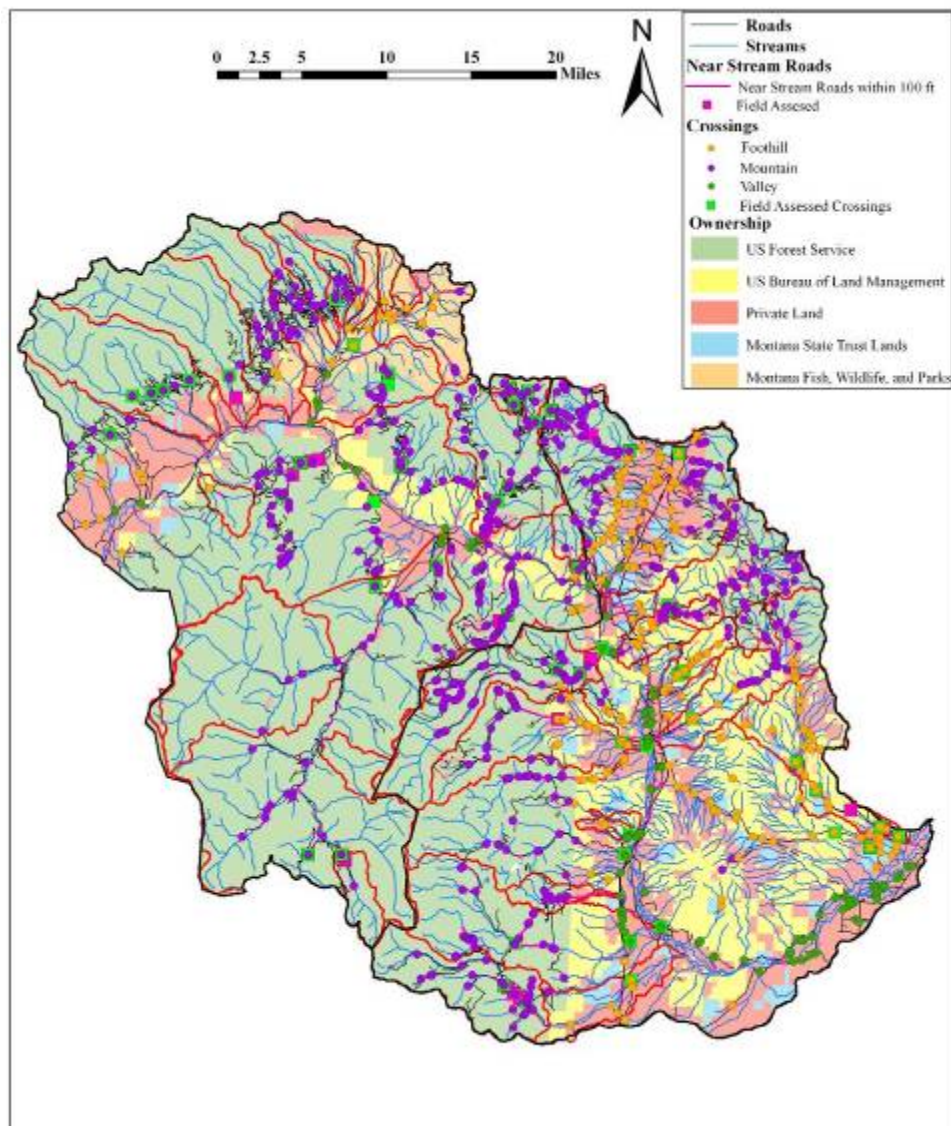 N
0 2.5 5 10 15 20
Miles
Roads
Streams
Near Stream Roads
Near Stream Roads within 100 ft
Field Assesed
Crossings
Foothill
Mountain
Valley
Field Assessed Crossings
Ownership
US Forest Service
US Bureau of Land Management
Private Land
Montana State Trust Lands
Montana Fish, Wildlife, and Parks